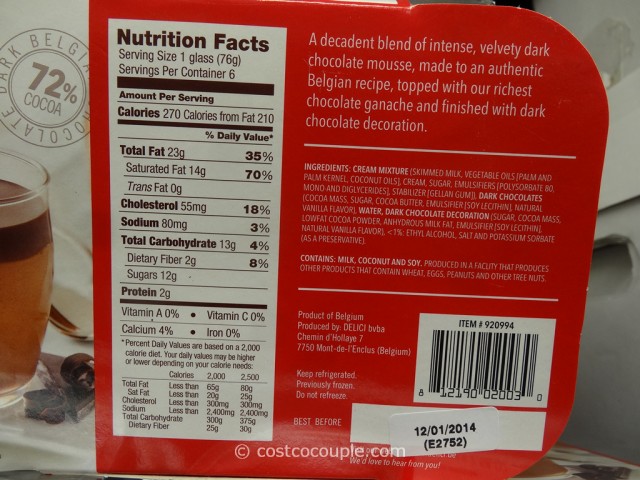 DARK BELGIAN CHOCOLATE
72%
COCOA
Nutrition Facts
Serving Size 1 glass (76g)
Servings Per Container 6
Amount Per Serving
Calories 270 Calories from Fat 210
% Daily Value*
Total Fat 23g 35%
Saturated Fat 14g 70%
Trans Fat 0g
Cholesterol 55mg 18%
Sodium 80mg 3%
Total Carbohydrate 13g 4%
Dietary Fiber 2g 8%
Sugars 12g
Protein 2g
Vitamin A 0% • Vitamin C 0%
Calcium 4% • Iron 0%
*Percent Daily Values are based on a 2,000
calorie diet. Your daily values may be higher
or lower depending on your calorie needs:
Calories 2,000 2,500
Total Fat Less than 65g 80g
Sat Fat Less than 20g 25g
Cholesterol Less than 300mg 300mg
Sodium Less than 2,400mg 2,400mg
Total Carbohydrate 300g 375g
Dietary Fiber 25g 30g
A decadent blend of intense, velvety dark
chocolate mousse, made to an authentic
Belgian recipe, topped with our richest
chocolate ganache and finished with dark
chocolate decoration.
INGREDIENTS: CREAM MIXTURE (SKIMMED MILK, VEGETABLE OILS [PALM AND
PALM KERNEL, COCONUT OILS], CREAM, SUGAR, EMULSIFIERS [POLYSORBATE 80,
MONO AND DIGLYCERIDES], STABILIZER [GELLAN GUM]), DARK CHOCOLATES
(COCOA MASS, SUGAR, COCOA BUTTER, EMULSIFIER [SOY LECITHIN], NATURAL
VANILLA FLAVOR), WATER, DARK CHOCOLATE DECORATION (SUGAR, COCOA MASS,
LOWFAT COCOA POWDER, ANHYDROUS MILK FAT, EMULSIFIER [SOY LECITHIN],
NATURAL VANILLA FLAVOR), <1%: ETHYL ALCOHOL, SALT AND POTASSIUM SORBATE
(AS A PRESERVATIVE).
CONTAINS: MILK, COCONUT AND SOY. PRODUCED IN A FACILITY THAT PRODUCES
OTHER PRODUCTS THAT CONTAIN WHEAT, EGGS, PEANUTS AND OTHER TREE NUTS.
Product of Belgium
Produced by: DELICI bvba
Chemin d'Hollaye 7
7750 Mont-de-l'Enclus (Belgium)
ITEM # 920994
8 12190 02003 0
Keep refrigerated.
Previously frozen.
Do not refreeze.
BEST BEFORE
12/01/2014
(E2752)
We'd love to hear from you!
© costcocouple.com